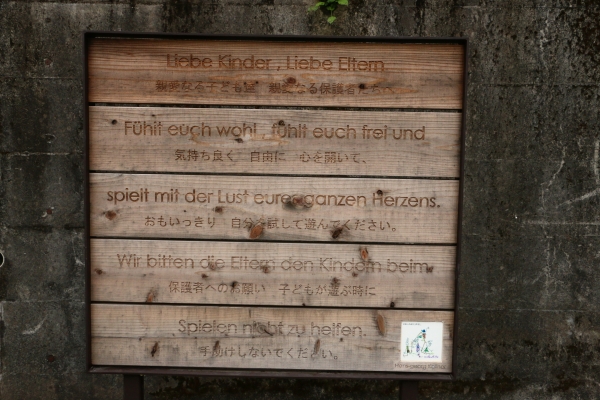 Liebe Kinder , Liebe Eltern
親愛なる子ども達 親愛なる保護者たちへ
Fühlt euch wohl , fühlt euch frei und
気持ち良く 自由に 心を開いて、
spielt mit der Lust eures ganzen Herzens.
おもいっきり 自分を試して遊んでください。
Wir bitten die Eltern den Kindern beim
保護者へのお願い 子どもが遊ぶ時に
Spielen nicht zu helfen.
手助けしないでください。